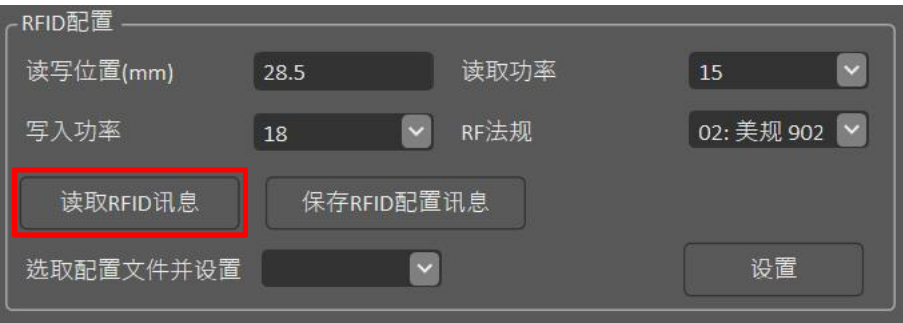 RFID配置
读写位置(mm) 28.5 读取功率 15
写入功率 18 RF法规 02: 美规 902
读取RFID讯息 保存RFID配置讯息
选取配置文件并设置 设置